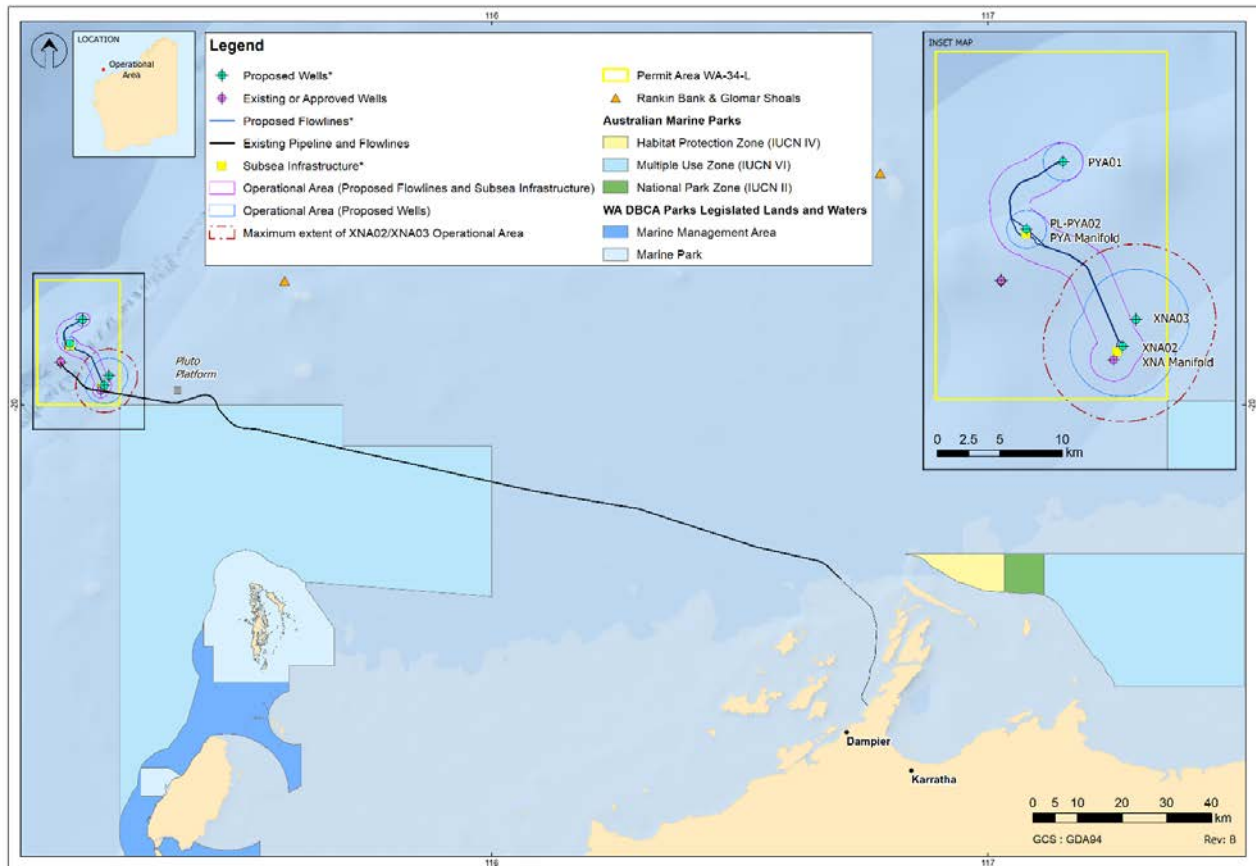 116
117
LOCATION
Operational
Area
Legend
Proposed Wells*
Existing or Approved Wells
Proposed Flowlines*
Existing Pipeline and Flowlines
Subsea Infrastructure*
Operational Area (Proposed Flowlines and Subsea Infrastructure)
Operational Area (Proposed Wells)
Maximum extent of XNA02/XNA03 Operational Area
Permit Area WA-34-L
Rankin Bank & Glomar Shoals
Australian Marine Parks
Habitat Protection Zone (IUCN IV)
Multiple Use Zone (IUCN VI)
National Park Zone (IUCN II)
WA DBCA Parks Legislated Lands and Waters
Marine Management Area
Marine Park
INSET MAP
PYA01
PL-PYA02
PYA Manifold
XNA03
XNA02
XNA Manifold
0 2.5 5 10
km
Pluto
Platform
-20
-20
Dampier
Karratha
0 5 10 20 30 40
km
GCS : GDA94 Rev: B
116
117